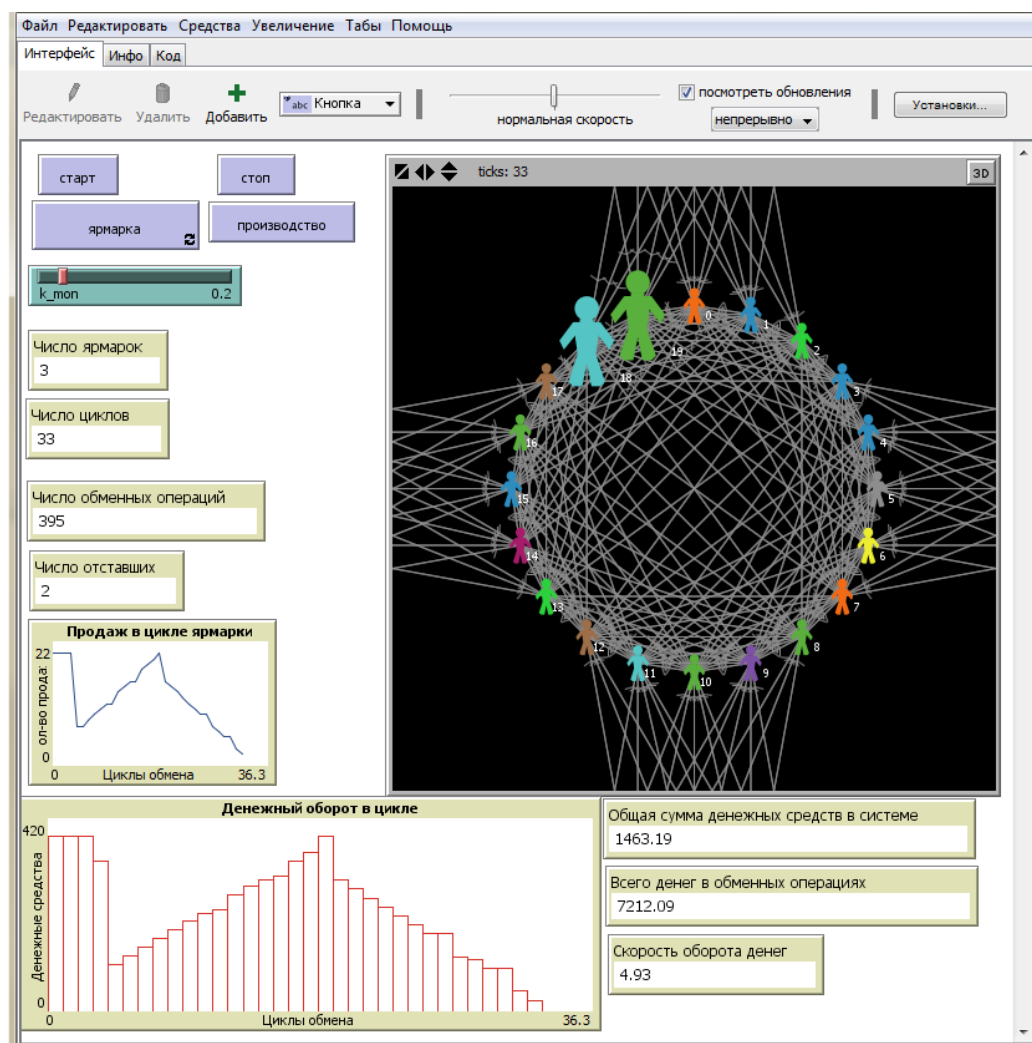 Файл Редактировать Средства Увеличение Табы Помощь
Интерфейс Инфо Код
Редактировать Удалить Добавить
abc Кнопка
нормальная скорость
посмотреть обновления
непрерывно
Установки...
старт
стоп
ярмарка
производство
k_mon 0.2
Число ярмарок
3
Число циклов
33
Число обменных операций
395
Число отставших
2
Продаж в цикле ярмарки
22
ол-во прода:
0
0 Циклы обмена 36.3
ticks: 33
3D
0
1
2
3
4
5
6
7
8
9
10
11
12
13
14
15
16
17
18
19
Денежный оборот в цикле
420
Денежные средства
0
0 Циклы обмена 36.3
Общая сумма денежных средств в системе
1463.19
Всего денег в обменных операциях
7212.09
Скорость оборота денег
4.93